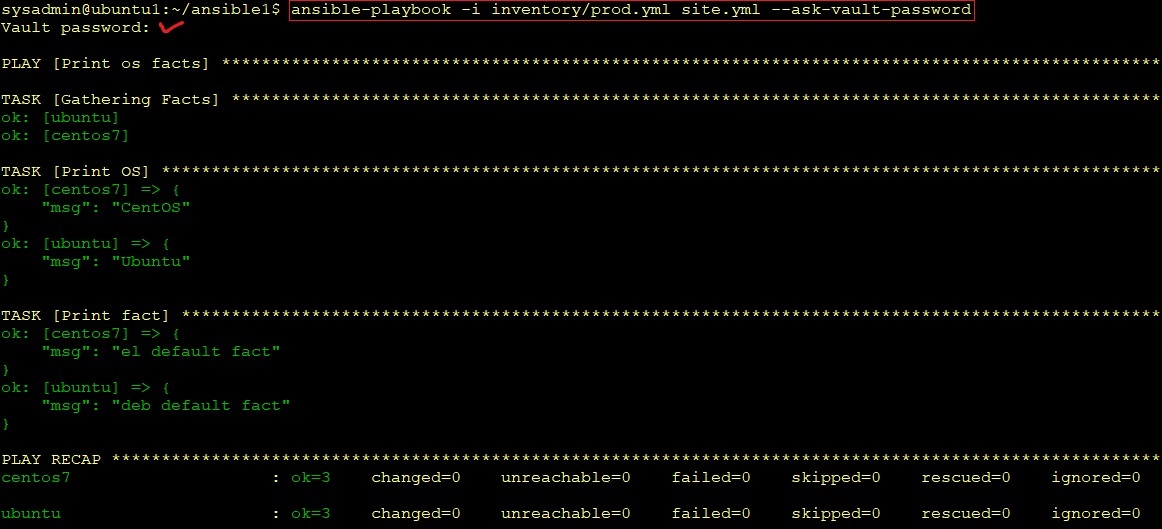 sysadmin@ubuntu1:~/ansible1$ ansible-playbook -i inventory/prod.yml site.yml --ask-vault-password
Vault password:
PLAY [Print os facts] **********************************************************************************************
TASK [Gathering Facts] *********************************************************************************************
ok: [ubuntu]
ok: [centos7]
TASK [Print OS] ****************************************************************************************************
ok: [centos7] => {
    "msg": "CentOS"
}
ok: [ubuntu] => {
    "msg": "Ubuntu"
}
TASK [Print fact] **************************************************************************************************
ok: [centos7] => {
    "msg": "el default fact"
}
ok: [ubuntu] => {
    "msg": "deb default fact"
}
PLAY RECAP *********************************************************************************************************
centos7                    : ok=3    changed=0    unreachable=0    failed=0    skipped=0    rescued=0    ignored=0
ubuntu                     : ok=3    changed=0    unreachable=0    failed=0    skipped=0    rescued=0    ignored=0